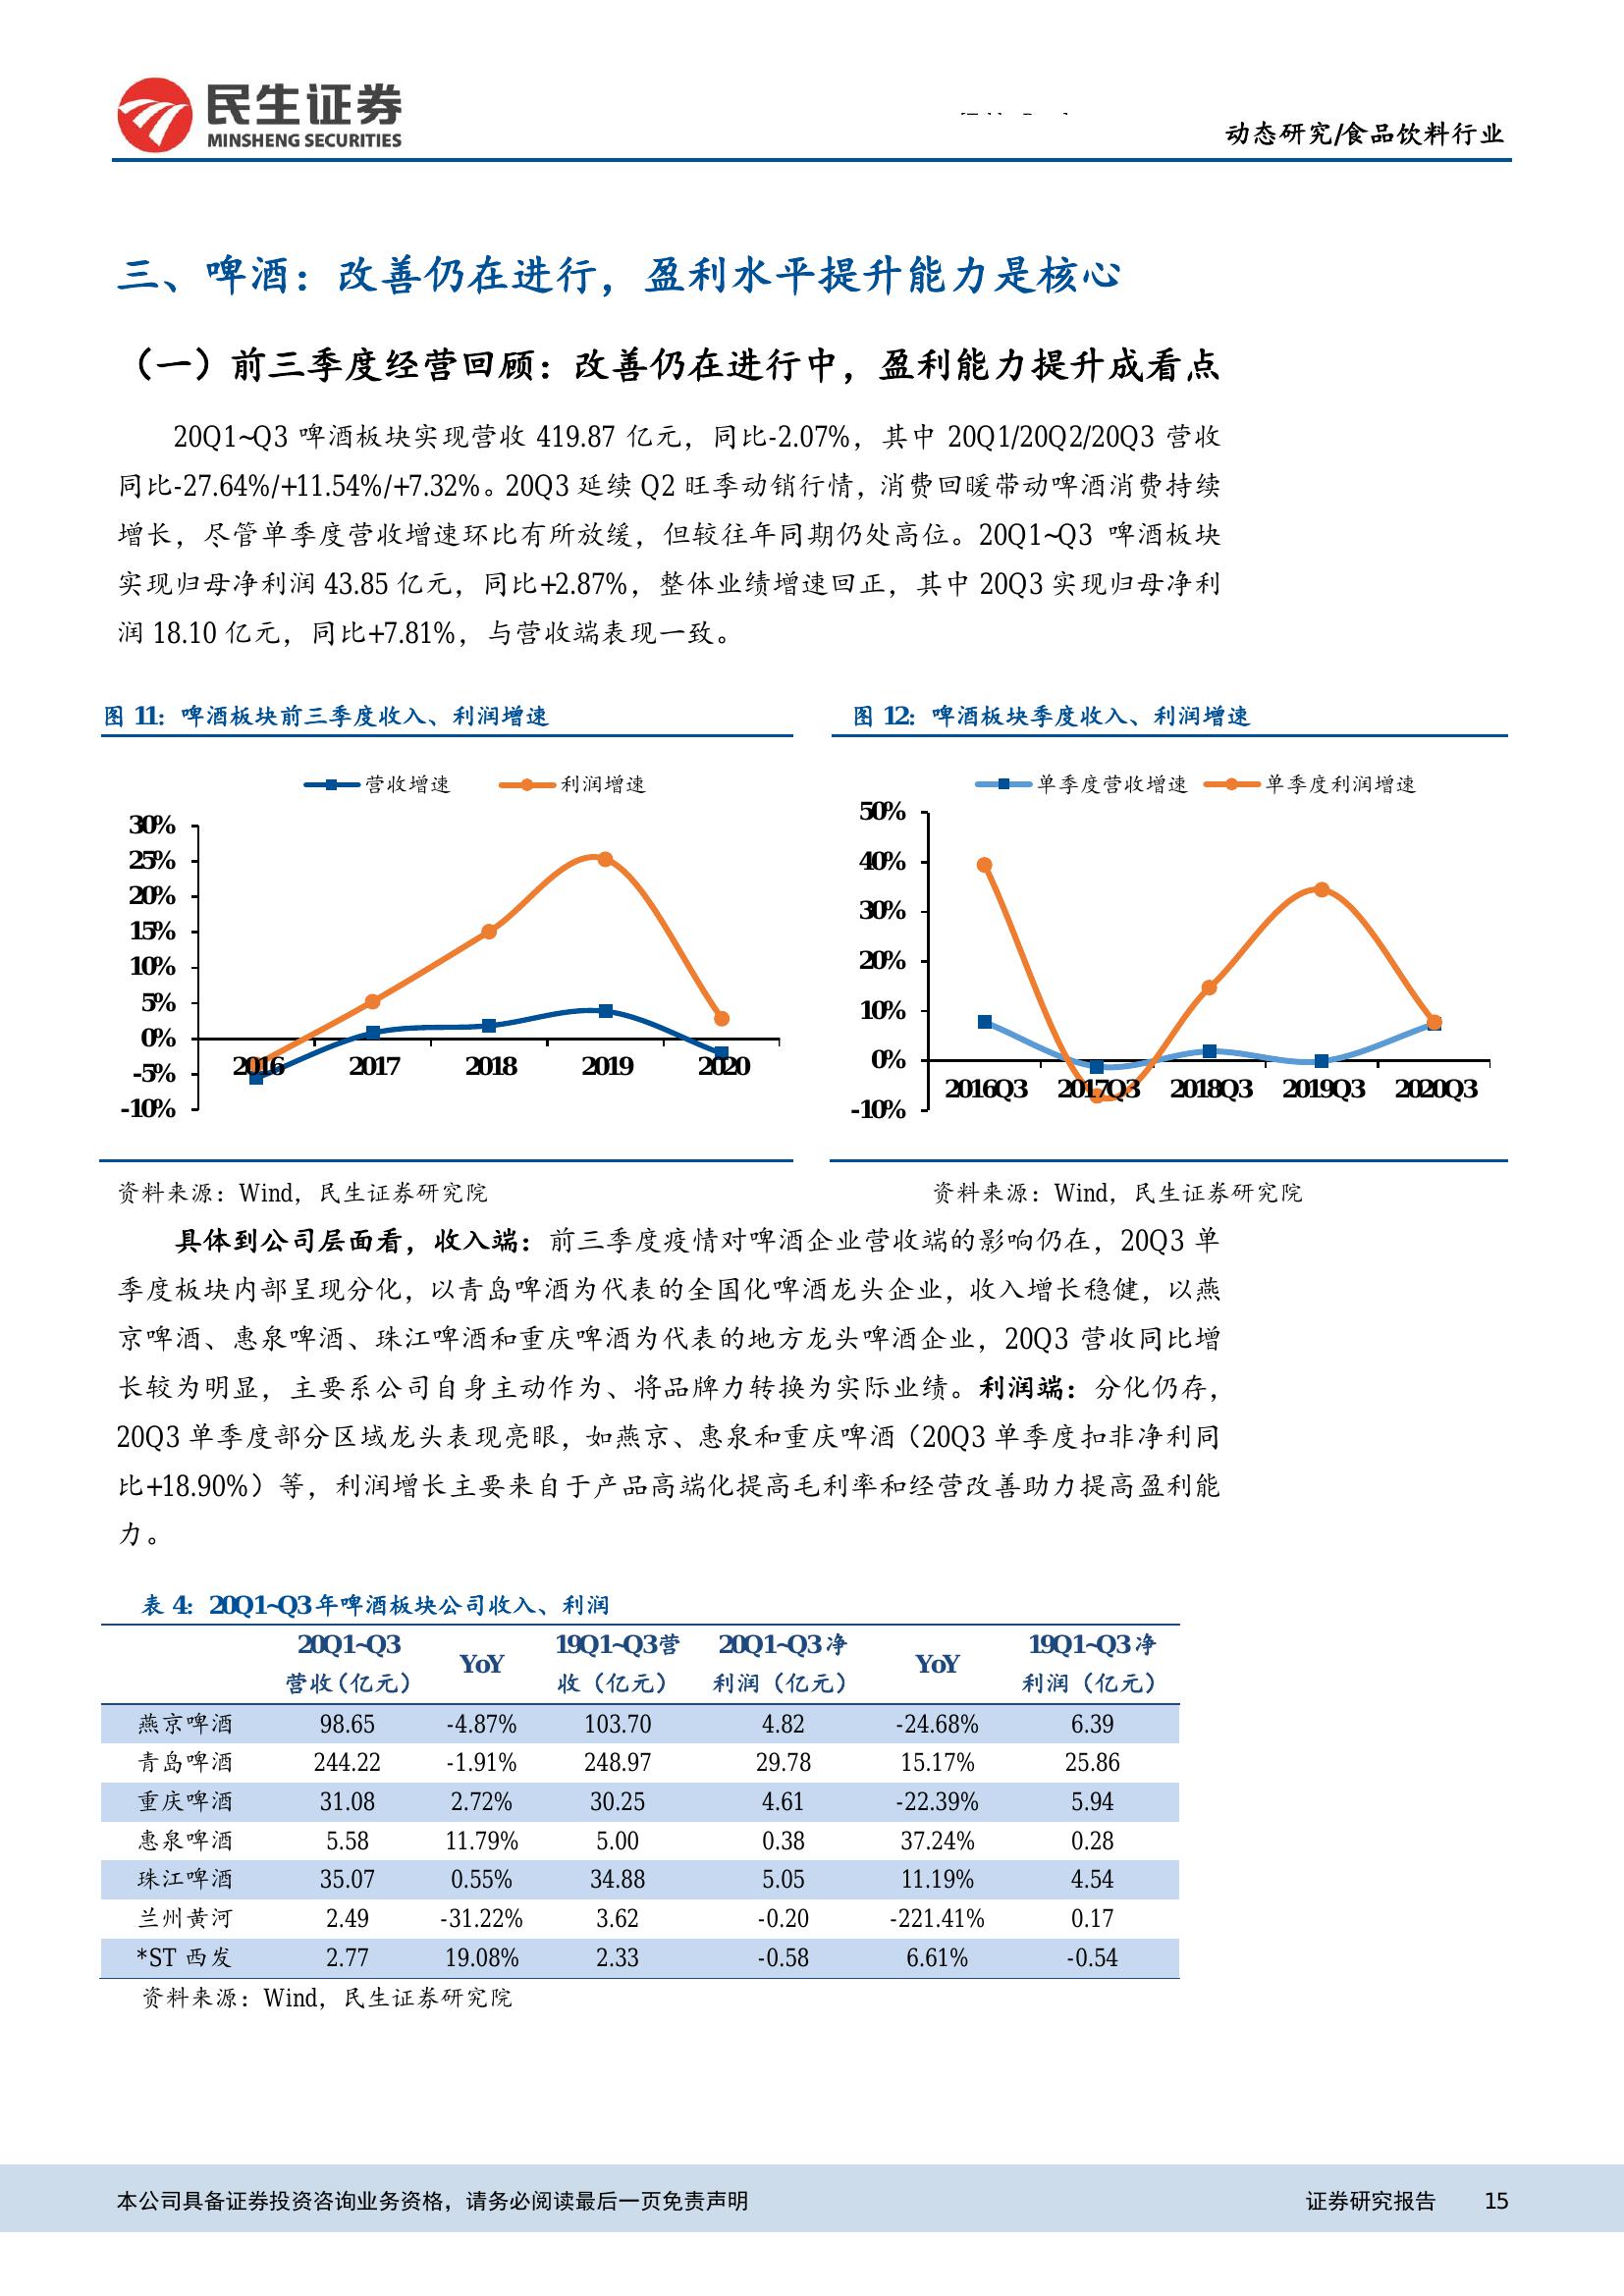 民生证券
MINSHENG SECURITIES
动态研究/食品饮料行业
三、啤酒：改善仍在进行，盈利水平提升能力是核心
（一）前三季度经营回顾：改善仍在进行中，盈利能力提升成看点
20Q1~Q3 啤酒板块实现营收 419.87 亿元，同比-2.07%，其中 20Q1/20Q2/20Q3 营收
同比-27.64%/+11.54%/+7.32%。20Q3 延续 Q2 旺季动销行情，消费回暖带动啤酒消费持续
增长，尽管单季度营收增速环比有所放缓，但较往年同期仍处高位。20Q1~Q3 啤酒板块
实现归母净利润 43.85 亿元，同比+2.87%，整体业绩增速回正，其中 20Q3 实现归母净利
润 18.10 亿元，同比+7.81%，与营收端表现一致。
图 11：啤酒板块前三季度收入、利润增速
营收增速 利润增速
30%
25%
20%
15%
10%
5%
0%
-5%
-10%
2016 2017 2018 2019 2020
资料来源：Wind，民生证券研究院
图 12：啤酒板块季度收入、利润增速
单季度营收增速 单季度利润增速
50%
40%
30%
20%
10%
0%
-10%
2016Q3 2017Q3 2018Q3 2019Q3 2020Q3
资料来源：Wind，民生证券研究院
具体到公司层面看，收入端：前三季度疫情对啤酒企业营收端的影响仍在，20Q3 单
季度板块内部呈现分化，以青岛啤酒为代表的全国化啤酒龙头企业，收入增长稳健，以燕
京啤酒、惠泉啤酒、珠江啤酒和重庆啤酒为代表的地方龙头啤酒企业，20Q3 营收同比增
长较为明显，主要系公司自身主动作为、将品牌力转换为实际业绩。利润端：分化仍存，
20Q3 单季度部分区域龙头表现亮眼，如燕京、惠泉和重庆啤酒（20Q3 单季度扣非净利同
比+18.90%）等，利润增长主要来自于产品高端化提高毛利率和经营改善助力提高盈利能
力。
表 4：20Q1~Q3 年啤酒板块公司收入、利润
20Q1~Q3 营收（亿元） YoY 19Q1~Q3 营收（亿元） 20Q1~Q3 净利润（亿元） YoY 19Q1~Q3 净利润（亿元）
燕京啤酒 98.65 -4.87% 103.70 4.82 -24.68% 6.39
青岛啤酒 244.22 -1.91% 248.97 29.78 15.17% 25.86
重庆啤酒 31.08 2.72% 30.25 4.61 -22.39% 5.94
惠泉啤酒 5.58 11.79% 5.00 0.38 37.24% 0.28
珠江啤酒 35.07 0.55% 34.88 5.05 11.19% 4.54
兰州黄河 2.49 -31.22% 3.62 -0.20 -221.41% 0.17
*ST 西发 2.77 19.08% 2.33 -0.58 6.61% -0.54
资料来源：Wind，民生证券研究院
本公司具备证券投资咨询业务资格，请务必阅读最后一页免责声明 证券研究报告 15